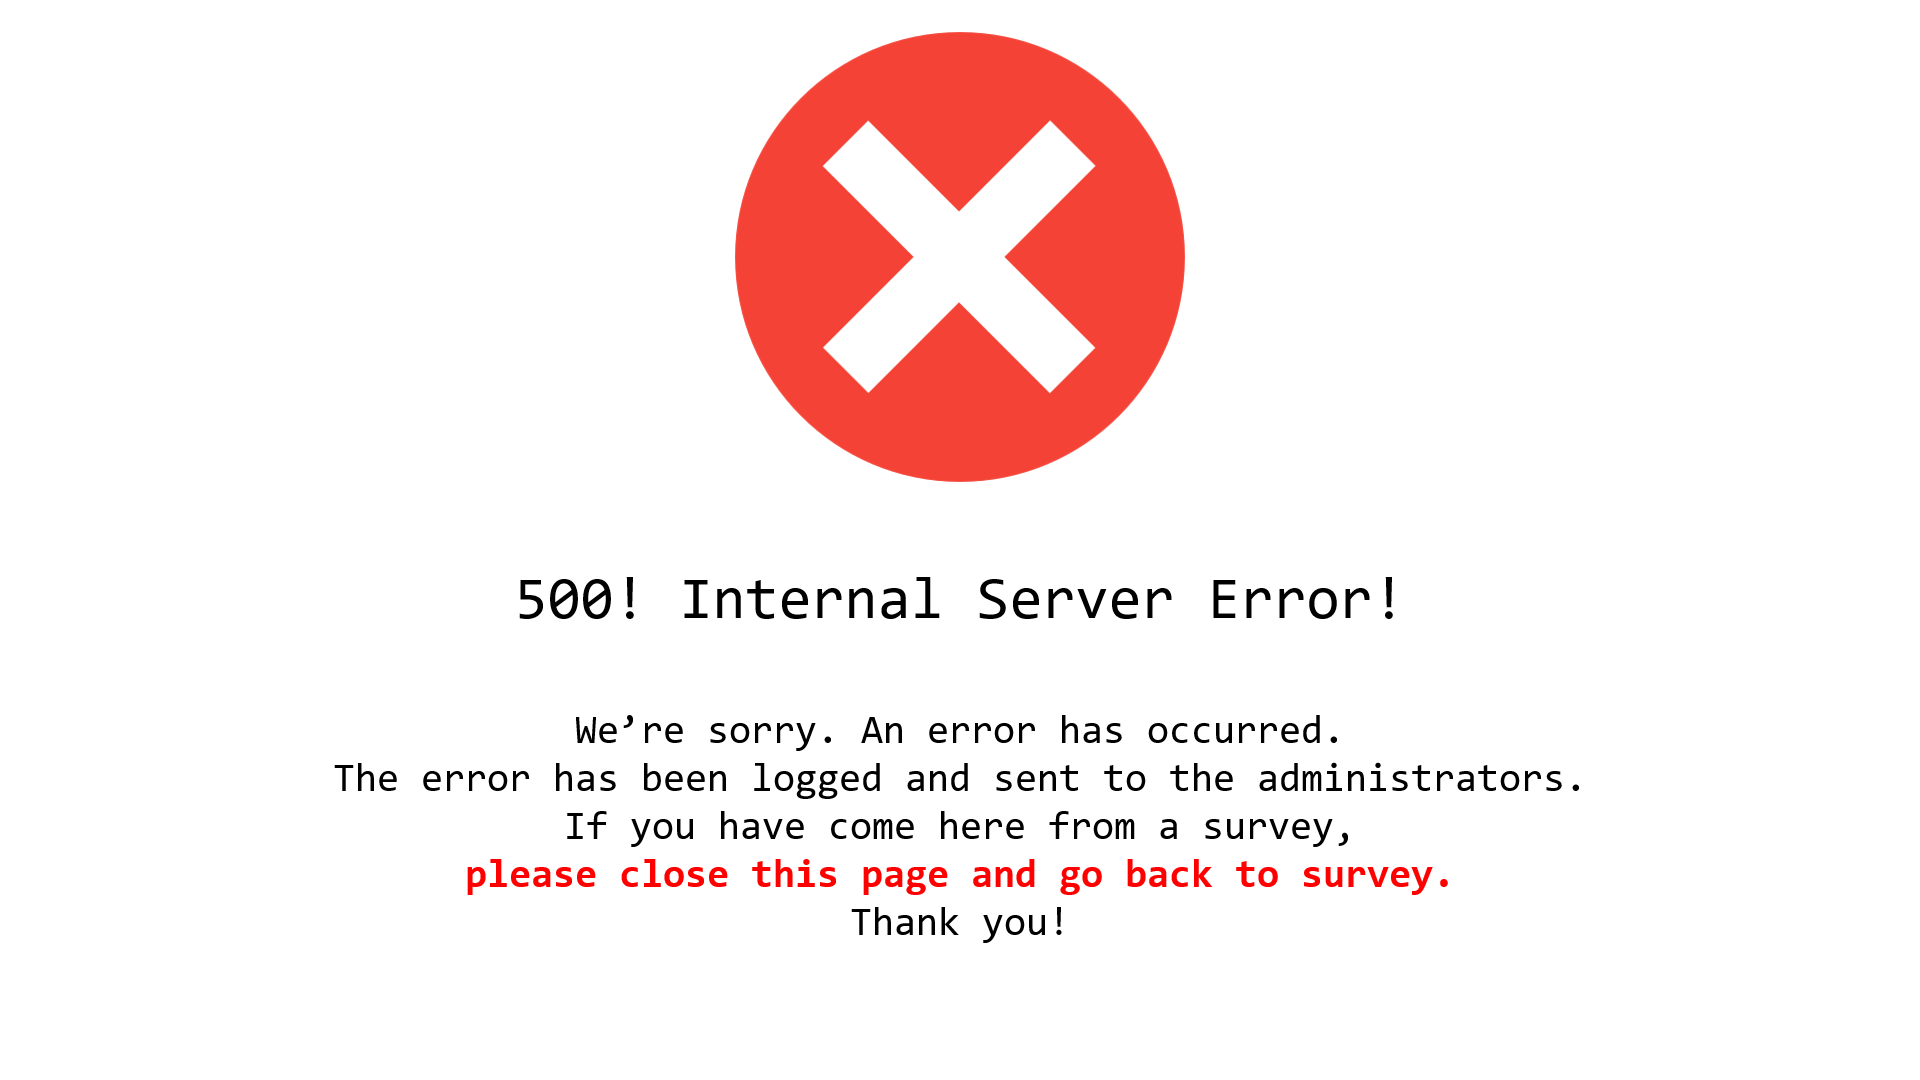 500! Internal Server Error!
We’re sorry. An error has occurred.
The error has been logged and sent to the administrators.
If you have come here from a survey,
please close this page and go back to survey.
Thank you!